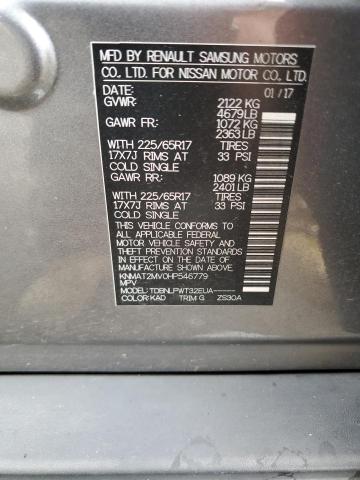 MFD BY RENAULT SAMSUNG MOTORS
CO., LTD. FOR NISSAN MOTOR CO., LTD.
DATE: 01/17
GVWR: 2122 KG
4679LB
GAWR FR: 1072 KG
2363LB
WITH 225/65R17 TIRES
17X7J RIMS AT 33 PSI
COLD SINGLE
GAWR RR: 1089 KG
2401LB
WITH 225/65R17 TIRES
17X7J RIMS AT 33 PSI
COLD SINGLE
THIS VEHICLE CONFORMS TO
ALL APPLICABLE FEDERAL
MOTOR VEHICLE SAFETY AND
BUMPER STANDARDS IN
EFFECT ON THE DATE OF
MANUFACTURE SHOWN ABOVE.
KNMAT2MV0HP546779
MPV
MODEL: TDBNLPWT32EUA-----
COLOR: KAD TRIM G ZS30A